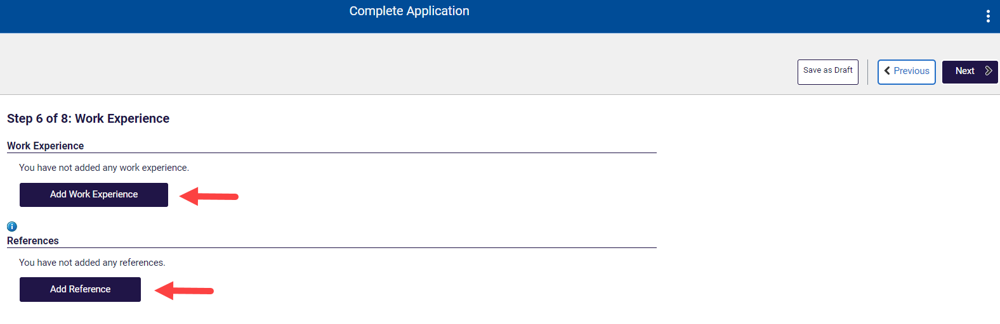 Complete Application
Save as Draft
Previous
Next
Step 6 of 8: Work Experience
Work Experience
You have not added any work experience.
Add Work Experience
i
References
You have not added any references.
Add Reference